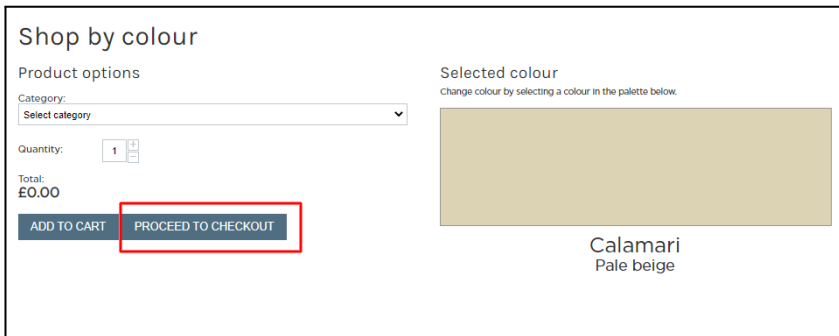 Shop by colour
Product options
Category:
Select category
Quantity:
1
+
−
Total:
£0.00
ADD TO CART
PROCEED TO CHECKOUT
Selected colour
Change colour by selecting a colour in the palette below.
Calamari
Pale beige